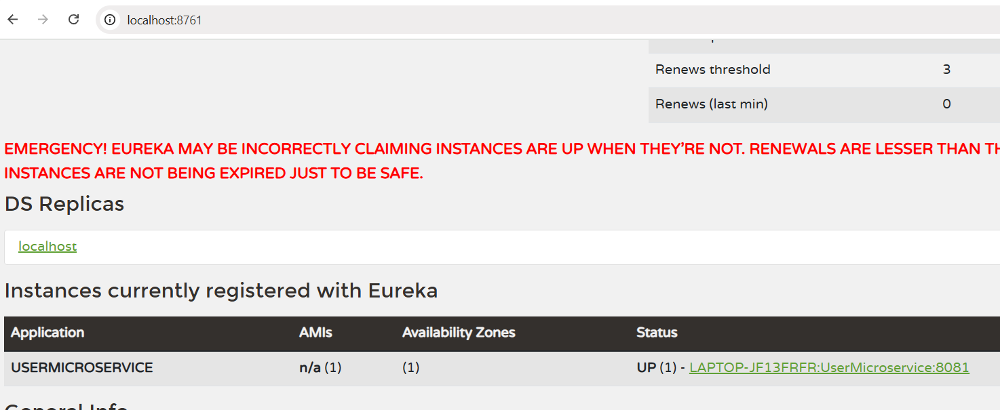 localhost:8761
Renews threshold 3
Renews (last min) 0
EMERGENCY! EUREKA MAY BE INCORRECTLY CLAIMING INSTANCES ARE UP WHEN THEY'RE NOT. RENEWALS ARE LESSER THAN
INSTANCES ARE NOT BEING EXPIRED JUST TO BE SAFE.
DS Replicas
localhost
Instances currently registered with Eureka
Application AMIs Availability Zones Status
USERMICROSERVICE n/a (1) (1) UP (1) - LAPTOP-JF13FRFR:UserMicroservice:8081
General Info